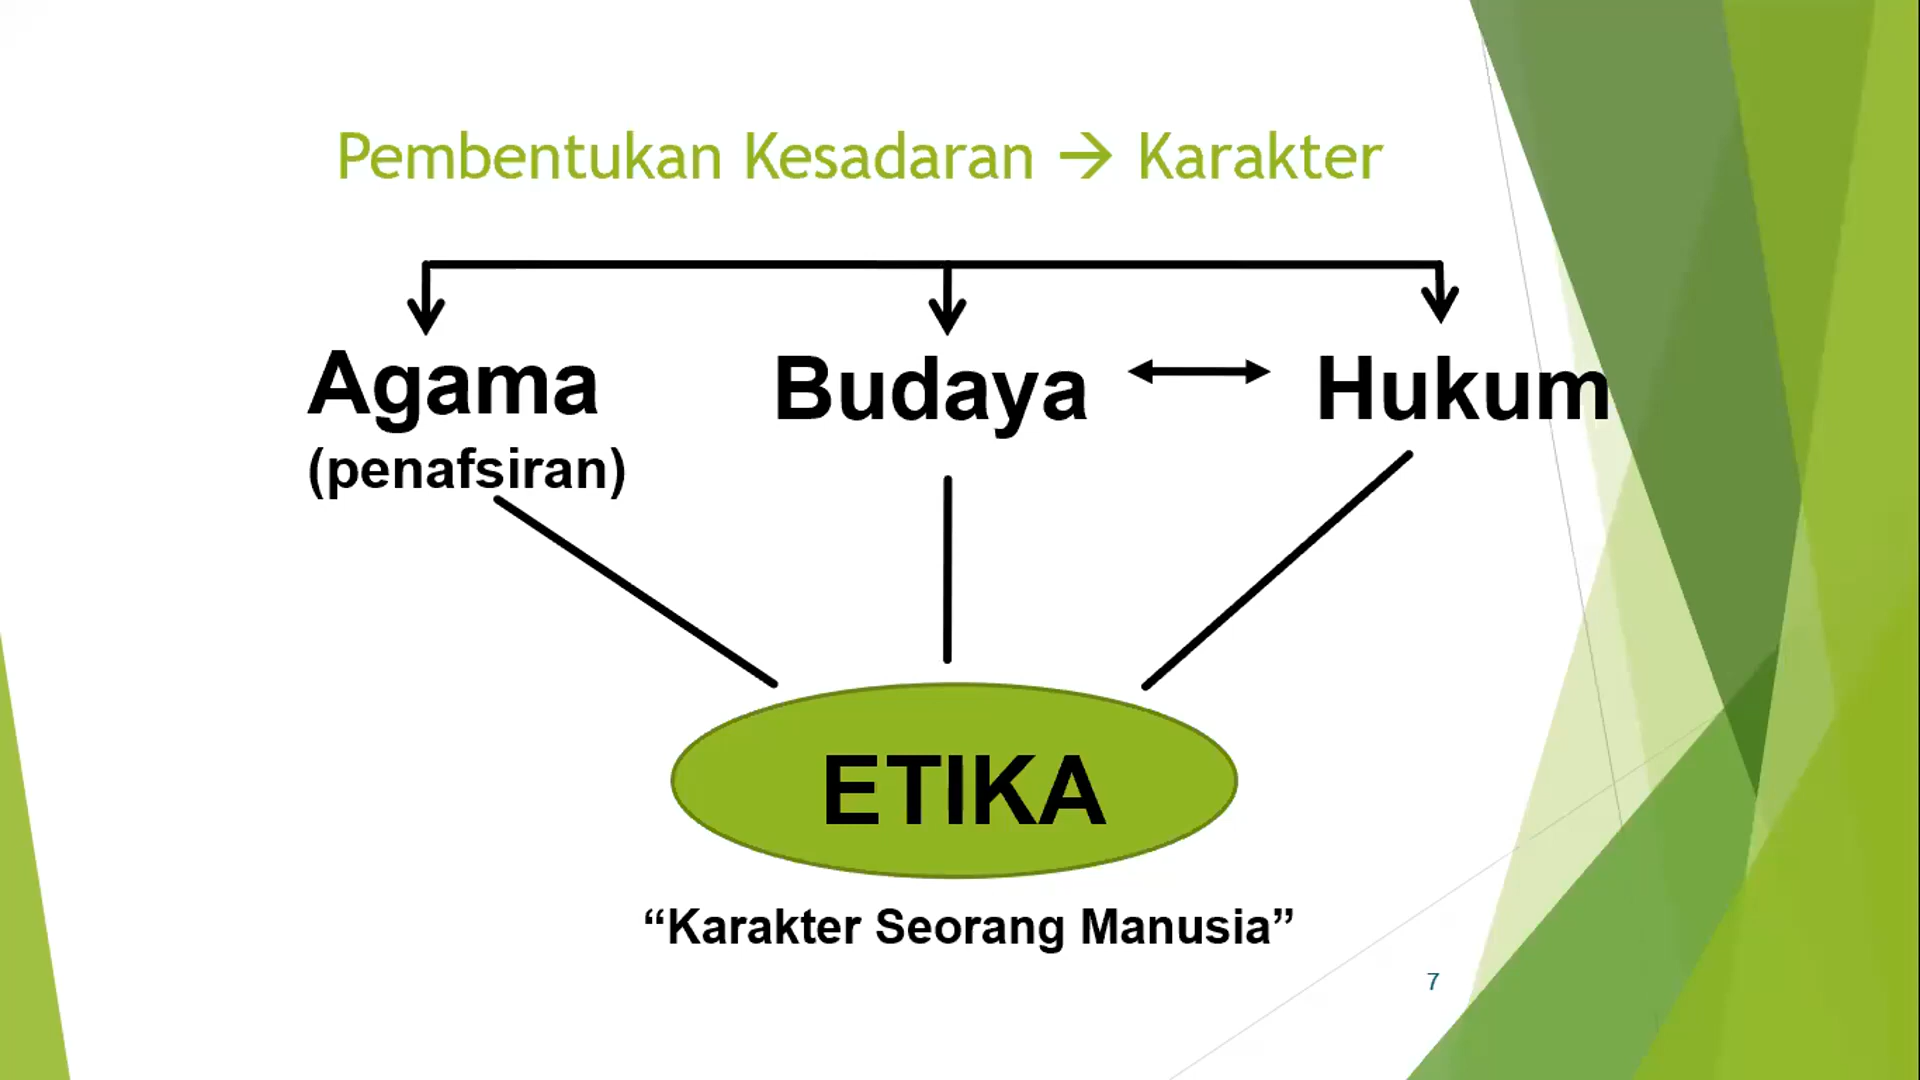 Pembentukan Kesadaran → Karakter
Agama
(penafsiran)
Budaya
Hukum
ETIKA
“Karakter Seorang Manusia”
7